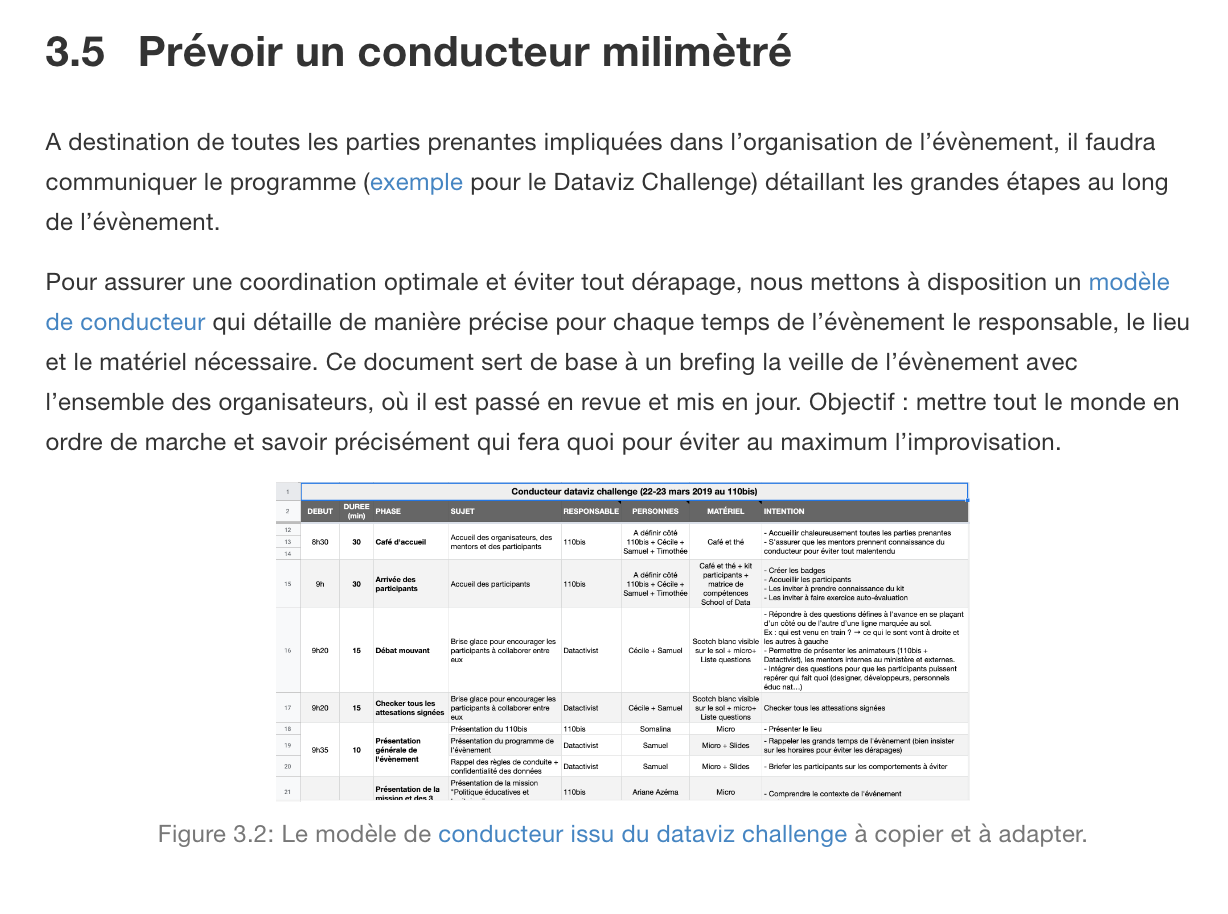 3.5 Prévoir un conducteur milimètré
A destination de toutes les parties prenantes impliquées dans l’organisation de l’évènement, il faudra
communiquer le programme (exemple pour le Dataviz Challenge) détaillant les grandes étapes au long
de l’évènement.
Pour assurer une coordination optimale et éviter tout dérapage, nous mettons à disposition un modèle
de conducteur qui détaille de manière précise pour chaque temps de l’évènement le responsable, le lieu
et le matériel nécessaire. Ce document sert de base à un brefing la veille de l’évènement avec
l’ensemble des organisateurs, où il est passé en revue et mis en jour. Objectif : mettre tout le monde en
ordre de marche et savoir précisément qui fera quoi pour éviter au maximum l’improvisation.
1 Conducteur dataviz challenge (22-23 mars 2019 au 110bis)
2 DEBUT DUREE (min) PHASE SUJET RESPONSABLE PERSONNES MATÉRIEL INTENTION
12
13
14
8h30 30 Café d'accueil
Accueil des organisateurs, des
mentors et des participants
110bis
A définir côté
110bis + Cécile +
Samuel + Timothée
Café et thé
- Accueillir chaleureusement toutes les parties prenantes
- S'assurer que les mentors prennent connaissance du
conducteur pour éviter tout malentendu
15 9h 30
Arrivée des
participants
Accueil des participants
110bis
A définir côté
110bis + Cécile +
Samuel + Timothée
Café et thé + kit
participants +
matrice de
compétences
School of Data
- Créer les badges
- Accueillir les participants
- Les inviter à prendre connaissance du kit
- Les inviter à faire exercice auto-évaluation
16 9h20 15 Débat mouvant
Brise glace pour encourager les
participants à collaborer entre
eux
Datactivist
Cécile + Samuel
Scotch blanc visible
sur le sol + micro+
Liste questions
- Répondre à des questions défines à l'avance en se plaçant
d'un côté ou de l'autre d'une ligne marquée au sol.
Ex : qui est venu en train ? → ce qui le sont vont à droite et
les autres à gauche
- Permettre de présenter les animateurs (110bis +
Datactivist), les mentors internes au ministère et externes.
- Intégrer des questions pour que les participants puissent
repérer qui fait quoi (designer, développeurs, personnels
éduc nat...)
17 9h20 15
Checker tous les
attesations signées
Brise glace pour encourager les
participants à collaborer entre
eux
Datactivist
Cécile + Samuel
Scotch blanc visible
sur le sol + micro+
Liste questions
Checker tous les attesations signées
9h35 10
Présentation
générale de
l'évènement
18 Présentation du 110bis 110bis Somalina Micro - Présenter le lieu
19
Présentation du programme de
l'évènement
Datactivist Samuel Micro + Slides
- Rappeler les grands temps de l'évènement (bien insister
sur les horaires pour éviter les dérapages)
20
Rappel des règles de conduite +
confidentialité des données
Datactivist Samuel Micro + Slides
- Briefer les participants sur les comportements à éviter
21
Présentation de la
mission et des 3
Présentation de la mission
"Politique éducatives et
110bis Ariane Azéma Micro
- Comprendre le contexte de l'événement
Figure 3.2: Le modèle de conducteur issu du dataviz challenge à copier et à adapter.